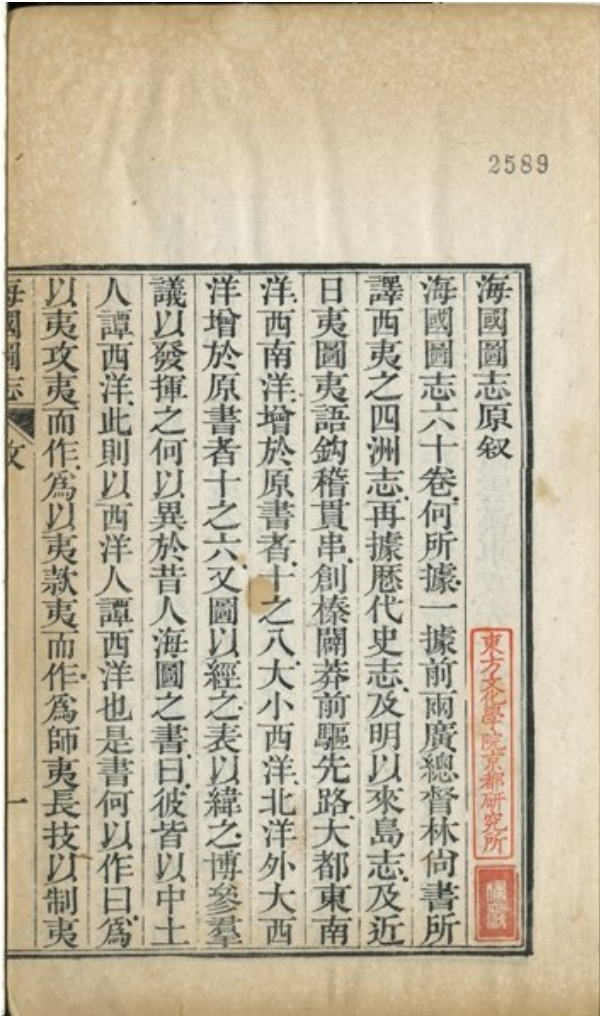 2589
海國圖志原叙
海國圖志六十卷何所據一據前兩廣總督林尙書所
譯西夷之四洲志再據歷代史志及明以來島志及近
日夷圖夷語鈎稽貫串創榛闢莽前驅先路大都東南
洋西南洋增於原書者十之八大小西洋北洋外大西
洋增於原書者十之六又圖以經之表以緯之博參羣
議以發揮之何以異於昔人海圖之書曰彼皆以中土
人譚西洋此則以西洋人譚西洋也是書何以作曰爲
以夷攻夷而作爲以夷款夷而作爲師夷長技以制夷
海國圖志
一
東方文化學院京都研究所